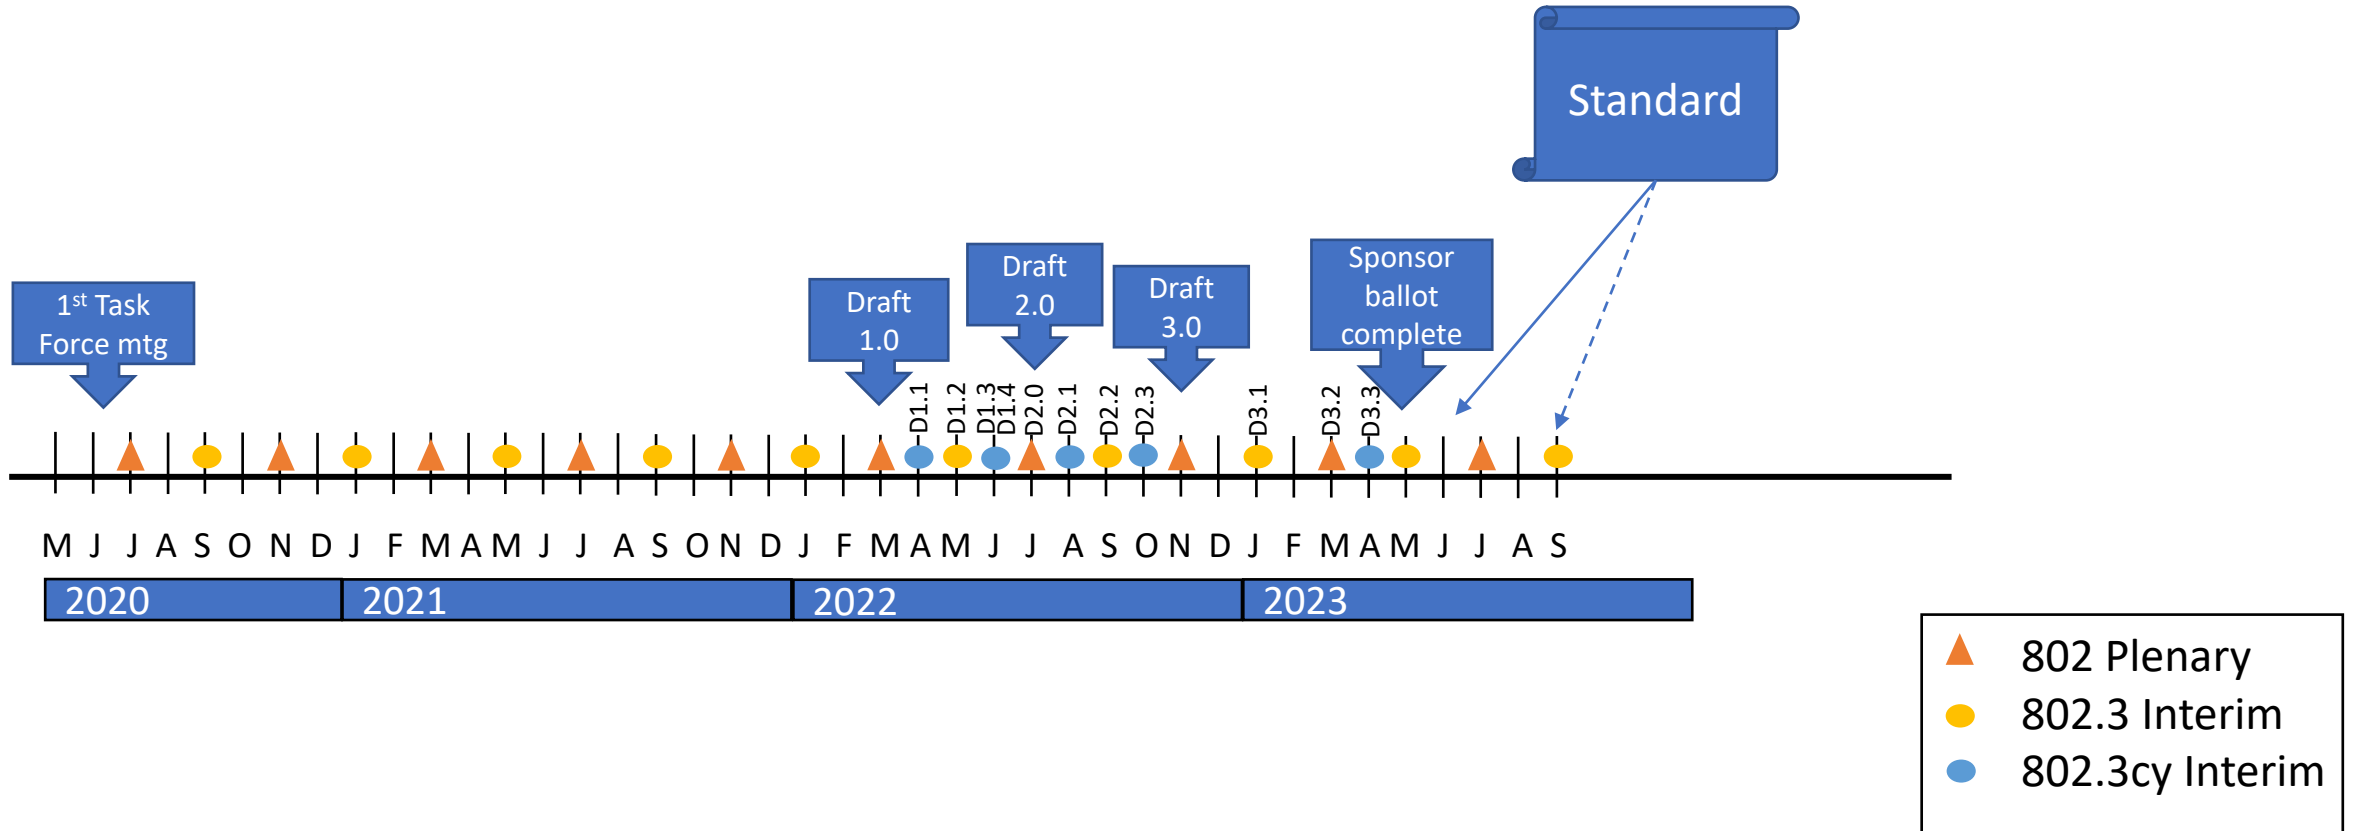 Standard
1st Task
Force mtg
Draft
1.0
Draft
2.0
Draft
3.0
Sponsor
ballot
complete
D1.1
D1.2
D1.3
D1.4
D2.0
D2.1
D2.2
D2.3
D3.1
D3.2
D3.3
M J J A S O N D J F M A M J J A S O N D J F M A M J J A S O N D J F M A M J J A S
2020 2021 2022 2023
802 Plenary
802.3 Interim
802.3cy Interim